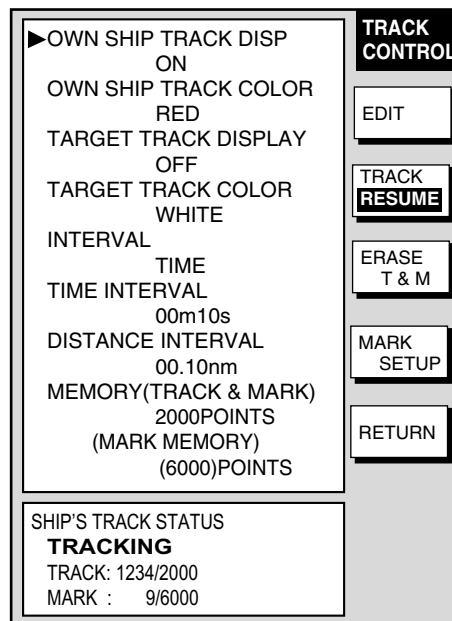 ▶OWN SHIP TRACK DISP
ON
OWN SHIP TRACK COLOR
RED
TARGET TRACK DISPLAY
OFF
TARGET TRACK COLOR
WHITE
INTERVAL
TIME
TIME INTERVAL
00m10s
DISTANCE INTERVAL
00.10nm
MEMORY(TRACK & MARK)
2000POINTS
(MARK MEMORY)
(6000)POINTS
SHIP'S TRACK STATUS
TRACKING
TRACK: 1234/2000
MARK : 9/6000
TRACK
CONTROL
EDIT
TRACK
RESUME
ERASE
T & M
MARK
SETUP
RETURN